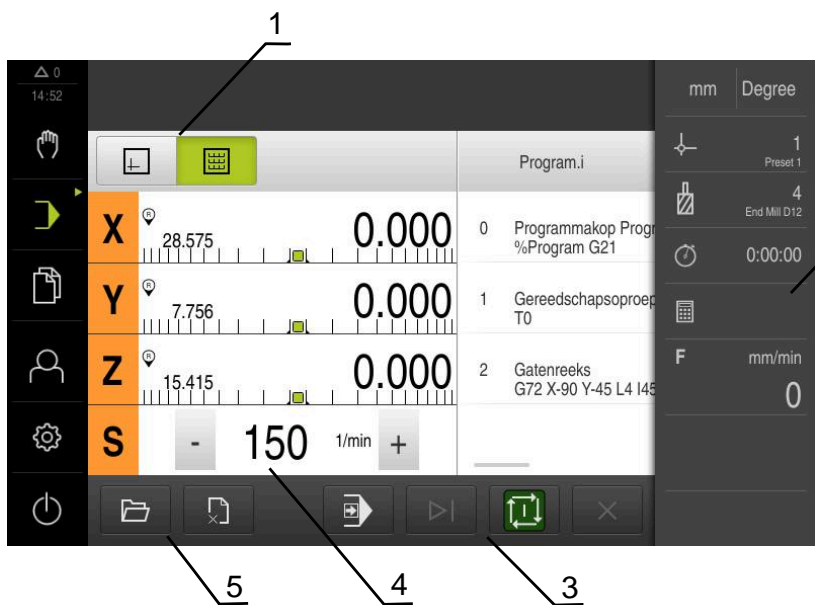 1
0
14:52
mm Degree
1
Preset 1
4
End Mill D12
0:00:00
F mm/min
0
Program.i
X R 28.575 0.000
Y R 7.756 0.000
Z R 15.415 0.000
S - 150 1/min +
0 Programmakop Progr
%Program G21
1 Gereedschapsoproep
T0
2 Gatenreeks
G72 X-90 Y-45 L4 I45
5 4 3